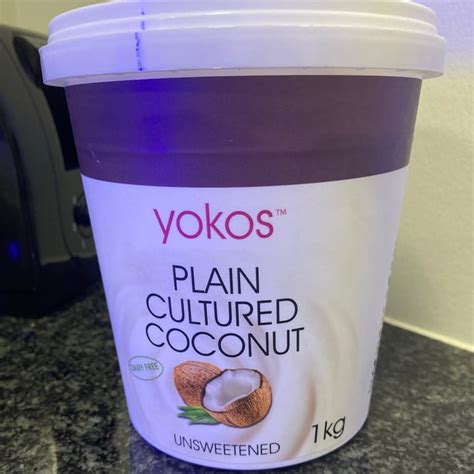 yokos™
PLAIN
CULTURED
COCONUT
DAIRY FREE
UNSWEETENED
1kg